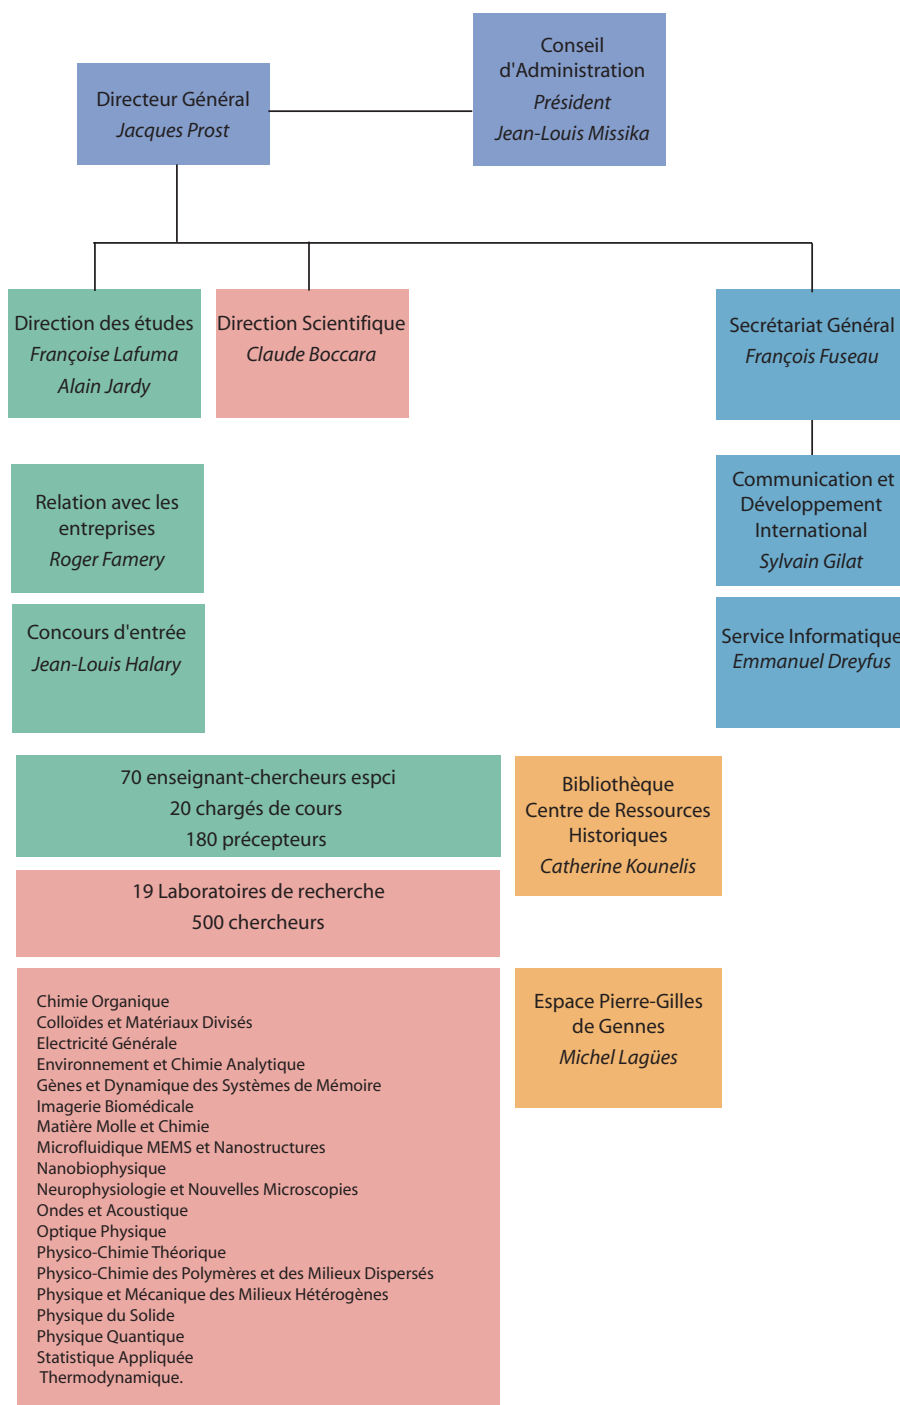 Directeur Général
Jacques Prost
Conseil
d'Administration
Président
Jean-Louis Missika
Direction des études
Françoise Lafuma
Alain Jardy
Direction Scientifique
Claude Boccara
Secrétariat Général
François Fuseau
Relation avec les
entreprises
Roger Famery
Communication et
Développement
International
Sylvain Gilat
Concours d'entrée
Jean-Louis Halary
Service Informatique
Emmanuel Dreyfus
70 enseignant-chercheurs espci
20 chargés de cours
180 précepteurs
Bibliothèque
Centre de Ressources
Historiques
Catherine Kounelis
19 Laboratoires de recherche
500 chercheurs
Chimie Organique
Colloïdes et Matériaux Divisés
Electricité Générale
Environnement et Chimie Analytique
Gènes et Dynamique des Systèmes de Mémoire
Imagerie Biomédicale
Matière Molle et Chimie
Microfluidique MEMS et Nanostructures
Nanobiophysique
Neurophysiologie et Nouvelles Microscopies
Ondes et Acoustique
Optique Physique
Physico-Chimie Théorique
Physico-Chimie des Polymères et des Milieux Dispersés
Physique et Mécanique des Milieux Hétérogènes
Physique du Solide
Physique Quantique
Statistique Appliquée
Thermodynamique.
Espace Pierre-Gilles
de Gennes
Michel Lagües